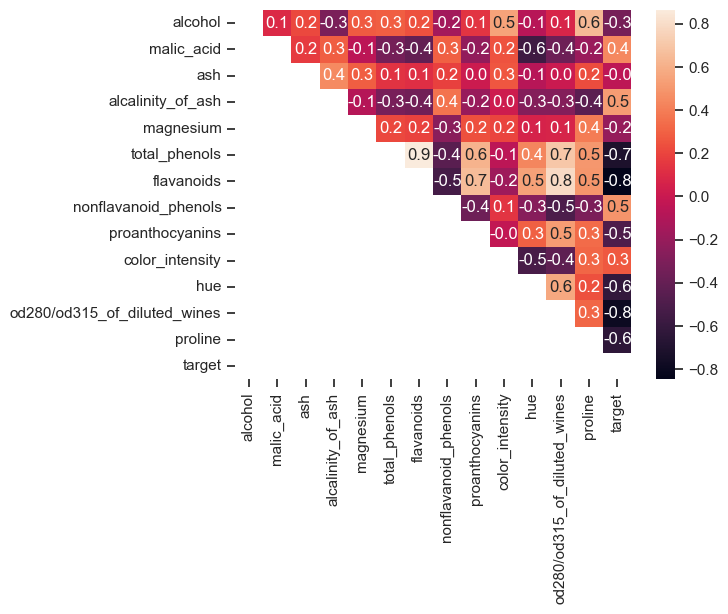 alcohol 0.1 0.2 -0.3 0.3 0.3 0.2 -0.2 0.1 0.5 -0.1 0.1 0.6 -0.3
malic_acid 0.2 0.3 -0.1 -0.3 -0.4 0.3 -0.2 0.2 -0.6 -0.4 -0.2 0.4
ash 0.4 0.3 0.1 0.1 0.2 0.0 0.3 -0.1 0.0 0.2 -0.0
alcalinity_of_ash -0.1 -0.3 -0.4 0.4 -0.2 0.0 -0.3 -0.3 -0.4 0.5
magnesium 0.2 0.2 -0.3 0.2 0.2 0.1 0.1 0.4 -0.2
total_phenols 0.9 -0.4 0.6 -0.1 0.4 0.7 0.5 -0.7
flavanoids -0.5 0.7 -0.2 0.5 0.8 0.5 -0.8
nonflavanoid_phenols -0.4 0.1 -0.3 -0.5 -0.3 0.5
proanthocyanins -0.0 0.3 0.5 0.3 -0.5
color_intensity -0.5 -0.4 0.3 0.3
hue 0.6 0.2 -0.6
od280/od315_of_diluted_wines 0.3 -0.8
proline -0.6
target
alcohol
malic_acid
ash
alcalinity_of_ash
magnesium
total_phenols
flavanoids
nonflavanoid_phenols
proanthocyanins
color_intensity
hue
od280/od315_of_diluted_wines
proline
target
0.8
0.6
0.4
0.2
0.0
−0.2
−0.4
−0.6
−0.8